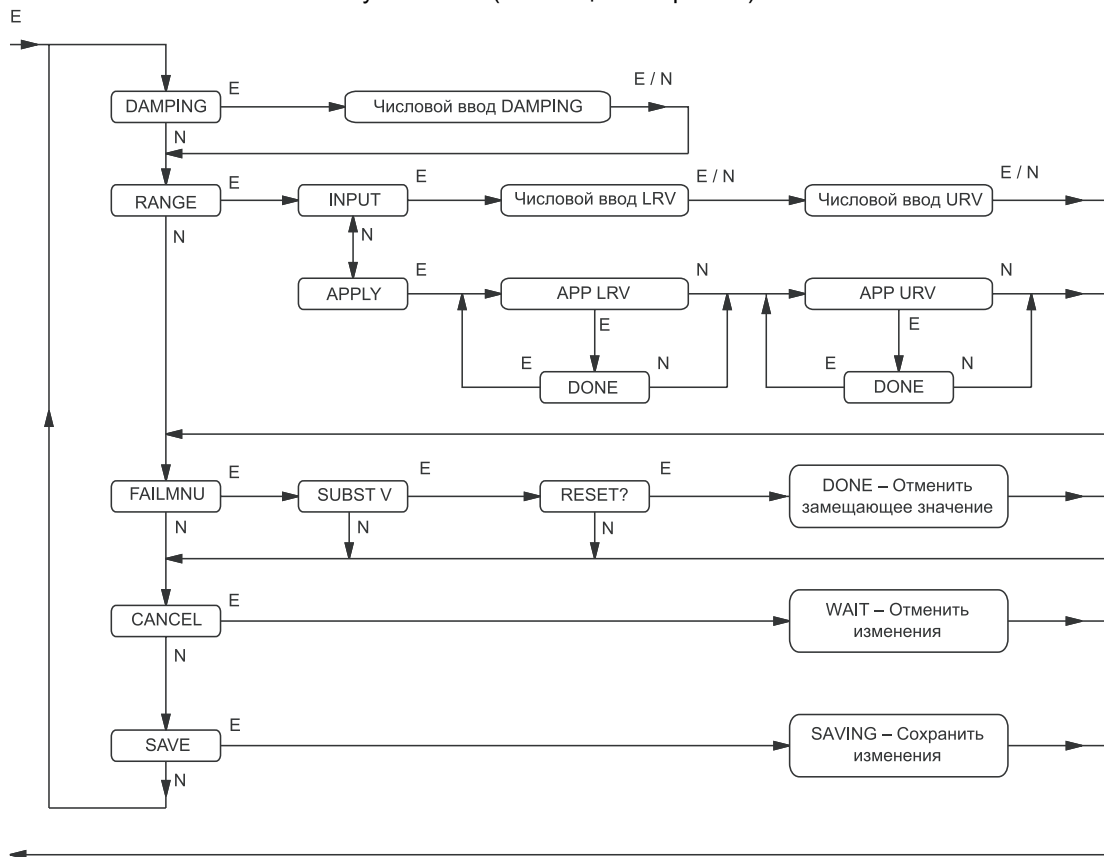 E
DAMPING
E
Числовой ввод DAMPING
E / N
N
RANGE
E
INPUT
E
Числовой ввод LRV
E / N
Числовой ввод URV
E / N
N
N
APPLY
E
APP LRV
N
APP URV
N
E
E
E
DONE
N
E
DONE
N
FAILMNU
E
SUBST V
E
RESET?
E
DONE – Отменить
замещающее значение
N
N
N
CANCEL
E
WAIT – Отменить
изменения
N
SAVE
E
SAVING – Сохранить
изменения
N